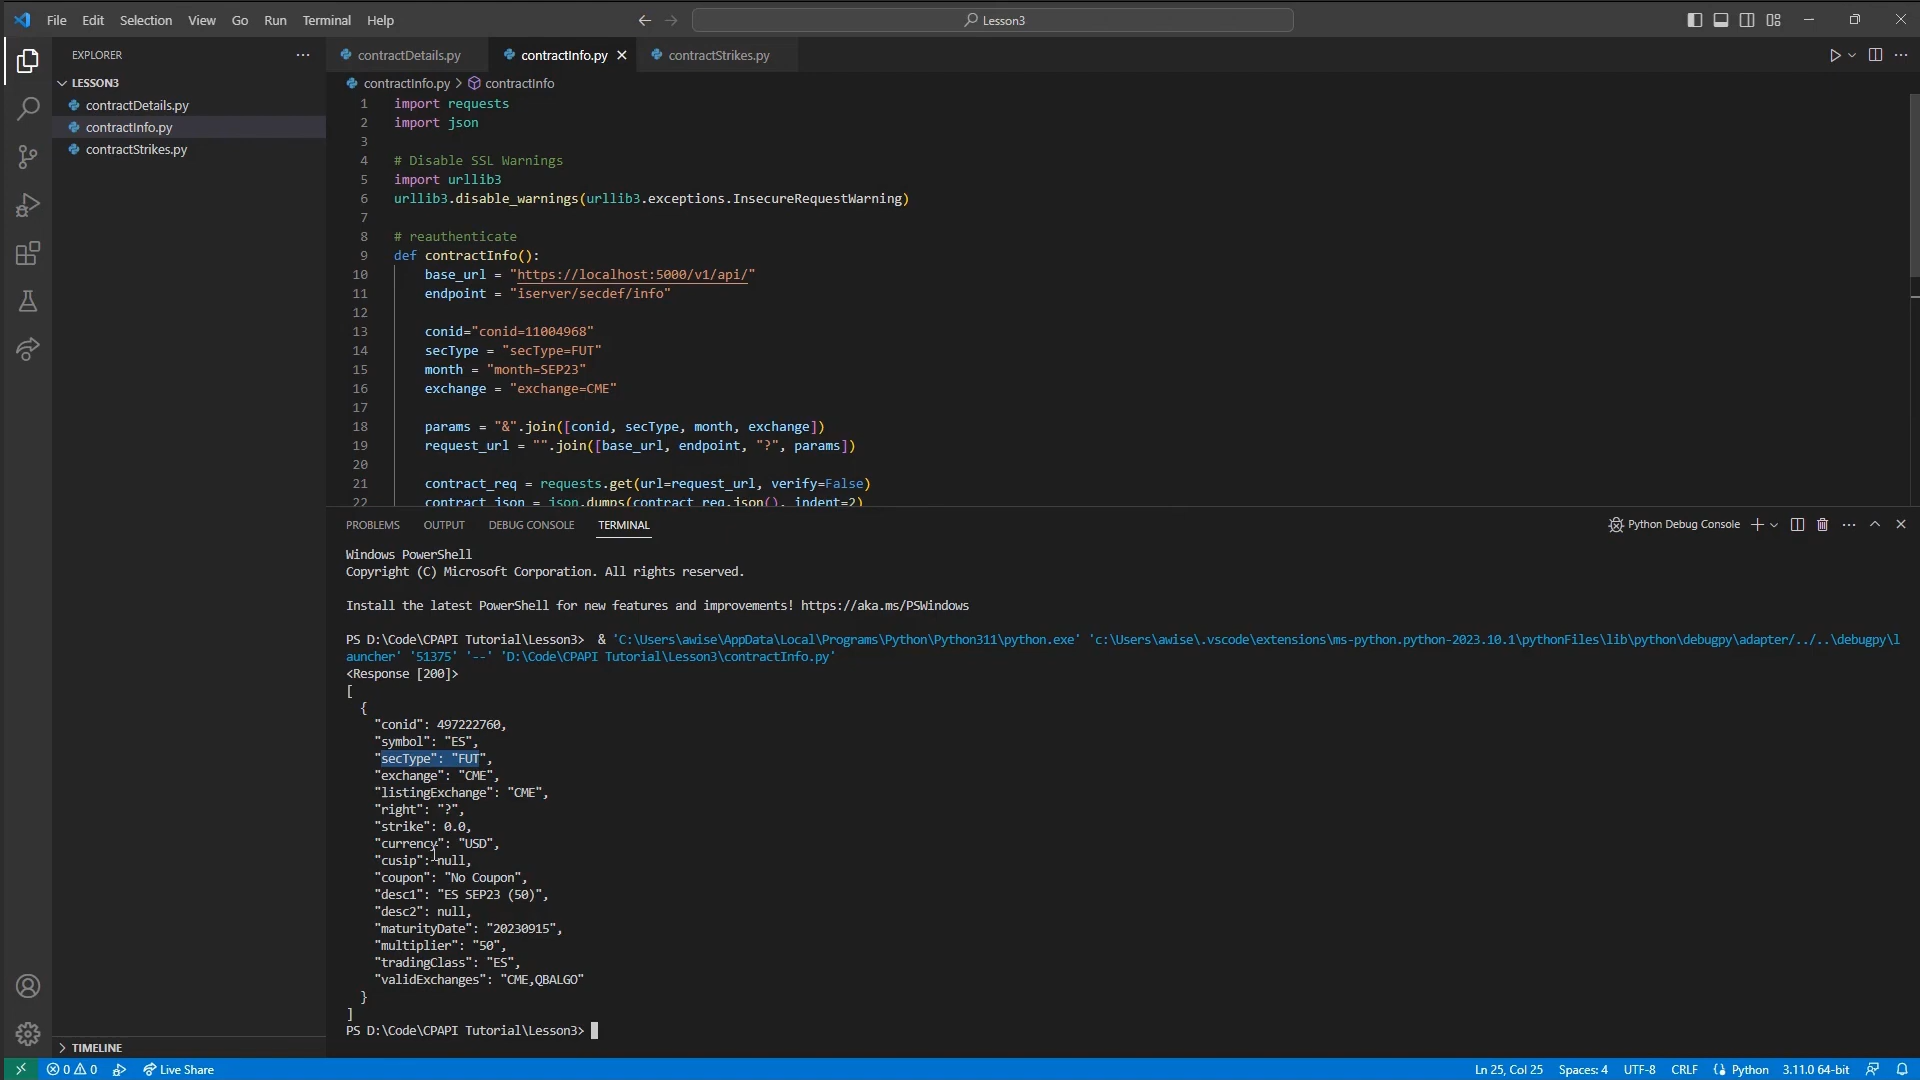 File Edit Selection View Go Run Terminal Help
Lesson3
EXPLORER
contractDetails.py
contractInfo.py
contractStrikes.py
LESSON3
contractDetails.py
contractInfo.py
contractStrikes.py
contractInfo.py > contractInfo
1 import requests
2 import json
3
4 # Disable SSL Warnings
5 import urllib3
6 urllib3.disable_warnings(urllib3.exceptions.InsecureRequestWarning)
7
8 # reauthenticate
9 def contractInfo():
10 base_url = "https://localhost:5000/v1/api/"
11 endpoint = "iserver/secdef/info"
12
13 conid="conid=11004968"
14 secType = "secType=FUT"
15 month = "month=SEP23"
16 exchange = "exchange=CME"
17
18 params = "&".join([conid, secType, month, exchange])
19 request_url = "".join([base_url, endpoint, "?", params])
20
21 contract_req = requests.get(url=request_url, verify=False)
22 contract_json = json.dumps(contract_req.json(), indent=2)
PROBLEMS OUTPUT DEBUG CONSOLE TERMINAL
Python Debug Console
Windows PowerShell
Copyright (C) Microsoft Corporation. All rights reserved.
Install the latest PowerShell for new features and improvements! https://aka.ms/PSWindows
PS D:\Code\CPAPI Tutorial\Lesson3> & 'C:\Users\awise\AppData\Local\Programs\Python\Python311\python.exe' 'c:\Users\awise\.vscode\extensions\ms-python.python-2023.10.1\pythonFiles\lib\python\debugpy\adapter/../..\debugpy\l
auncher' '51375' '--' 'D:\Code\CPAPI Tutorial\Lesson3\contractInfo.py'
<Response [200]>
[
{
"conid": 497222760,
"symbol": "ES",
"secType": "FUT",
"exchange": "CME",
"listingExchange": "CME",
"right": "?",
"strike": 0.0,
"currency": "USD",
"cusip": null,
"coupon": "No Coupon",
"desc1": "ES SEP23 (50)",
"desc2": null,
"maturityDate": "20230915",
"multiplier": "50",
"tradingClass": "ES",
"validExchanges": "CME,QBALGO"
}
]
PS D:\Code\CPAPI Tutorial\Lesson3>
TIMELINE
0 0 Live Share
Ln 25, Col 25 Spaces: 4 UTF-8 CRLF Python 3.11.0 64-bit